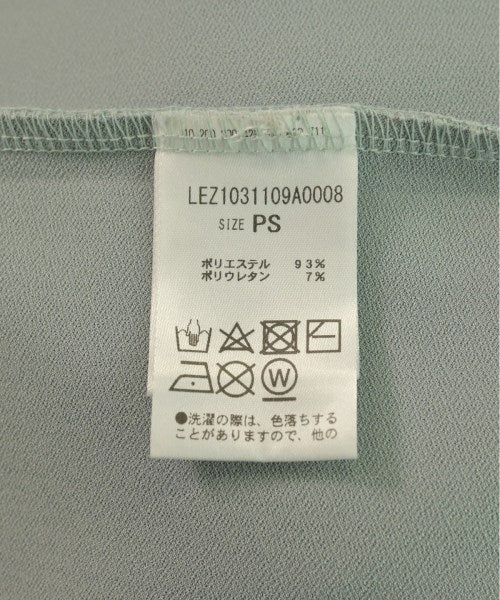 LEZ1031109A0008
SIZE PS
ポリエステル 93%
ポリウレタン 7%
W
●洗濯の際は、色落ちする
ことがありますので、他の